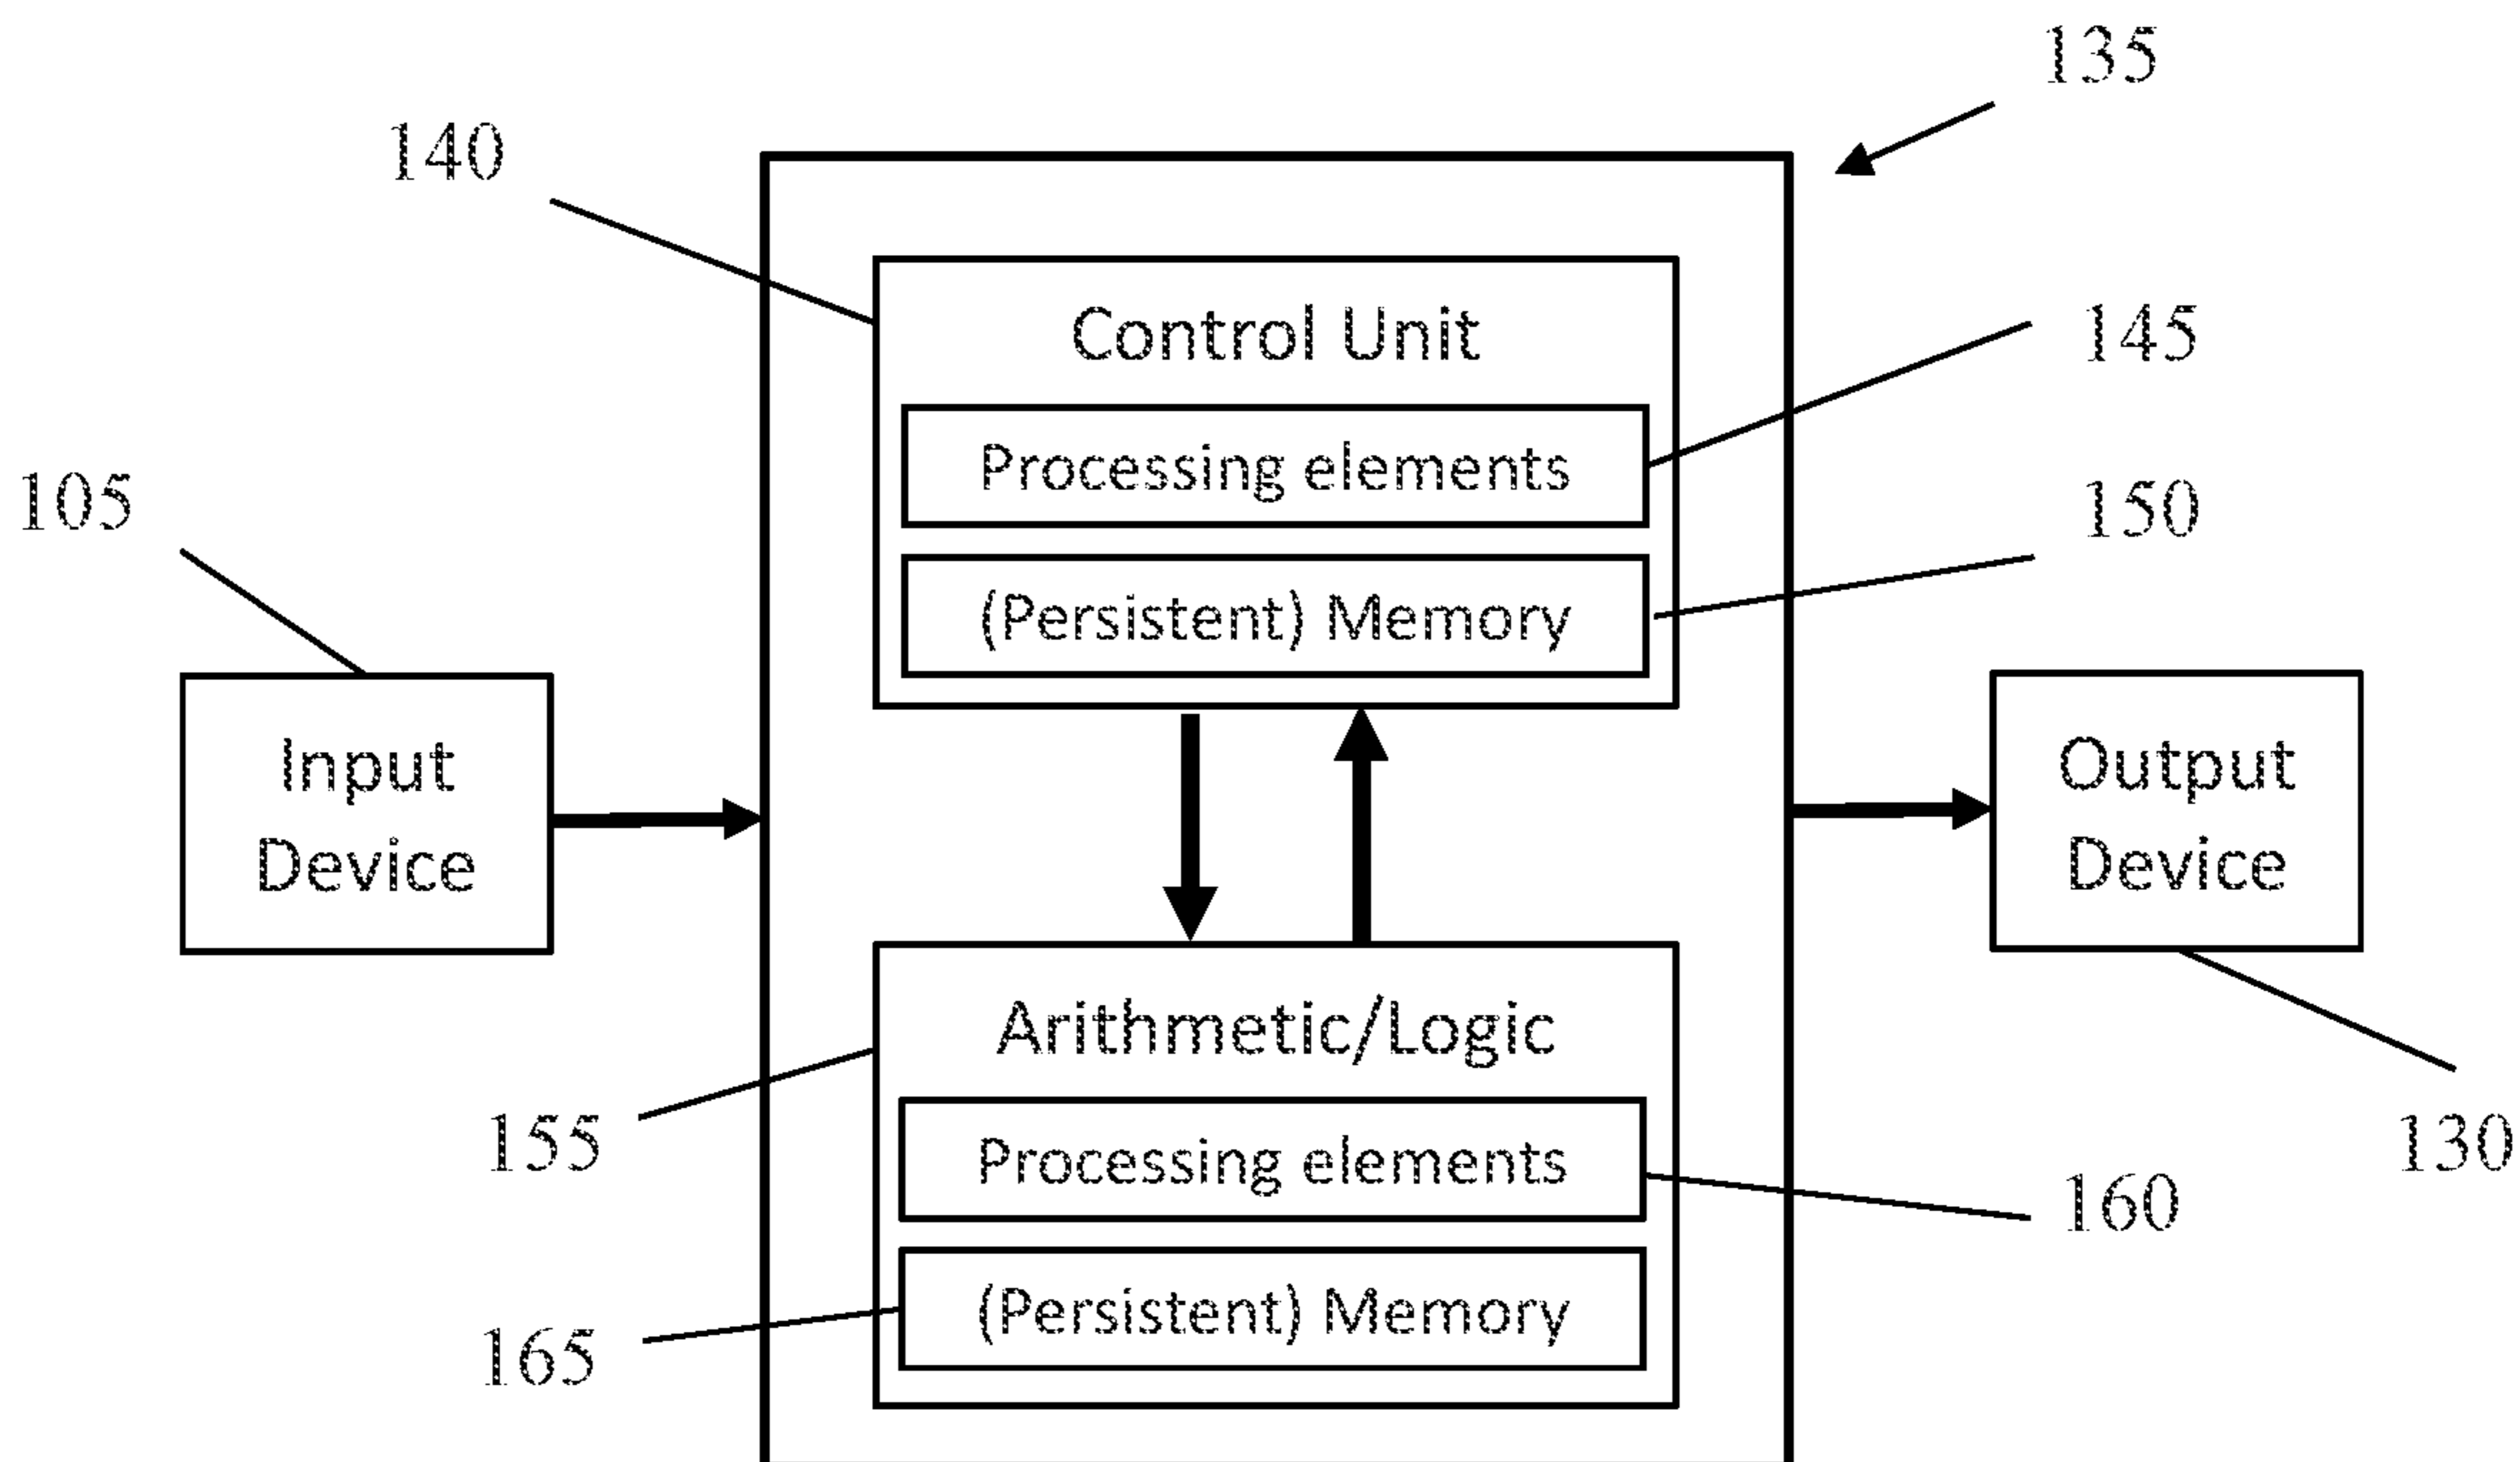 135
140
Control Unit
145
Processing elements
105
150
(Persistent) Memory
Input
Device
Output
Device
Arithmetic/Logic
155
130
Processing elements
160
(Persistent) Memory
165